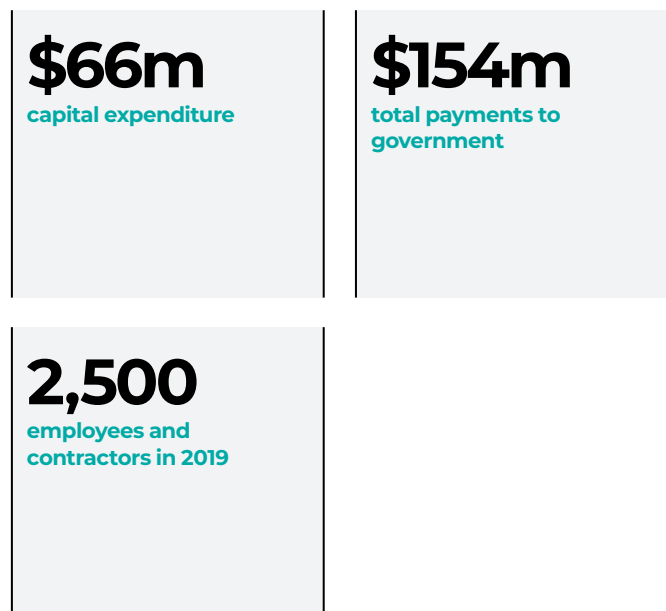 $66m
capital expenditure
$154m
total payments to
government
2,500
employees and
contractors in 2019